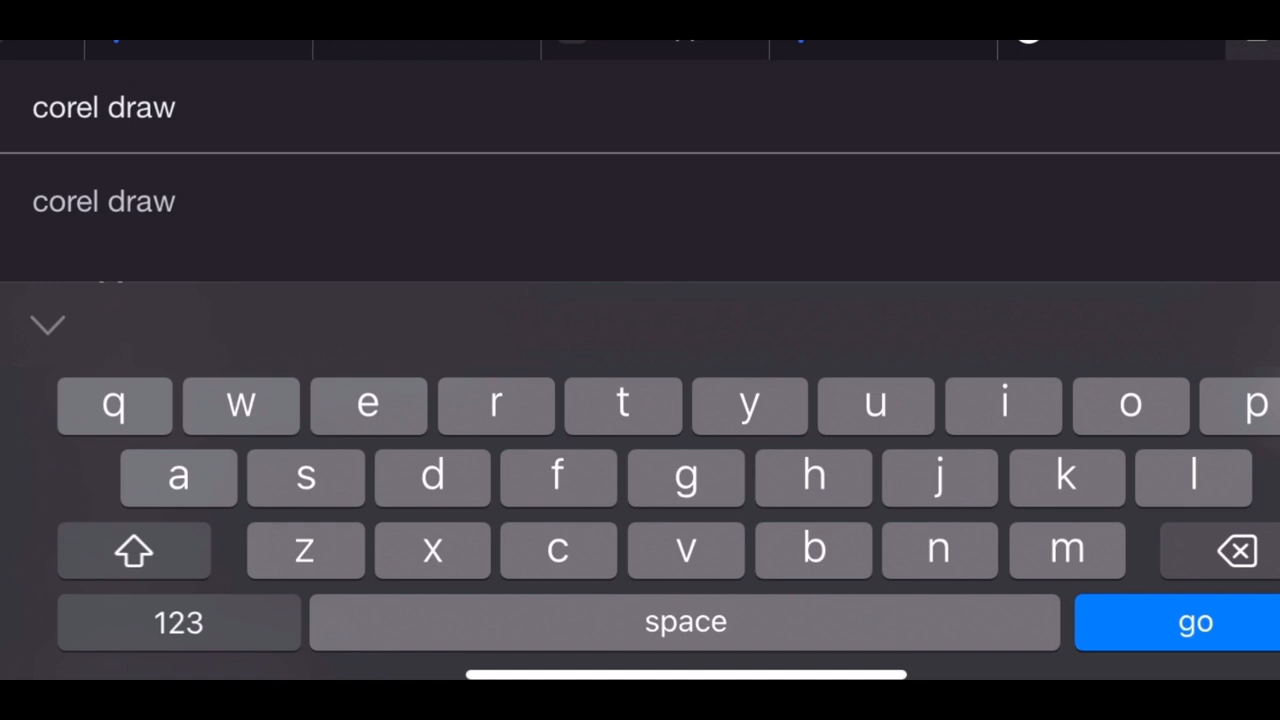 corel draw
corel draw
q w e r t y u i o p
a s d f g h j k l
z x c v b n m
123 space go